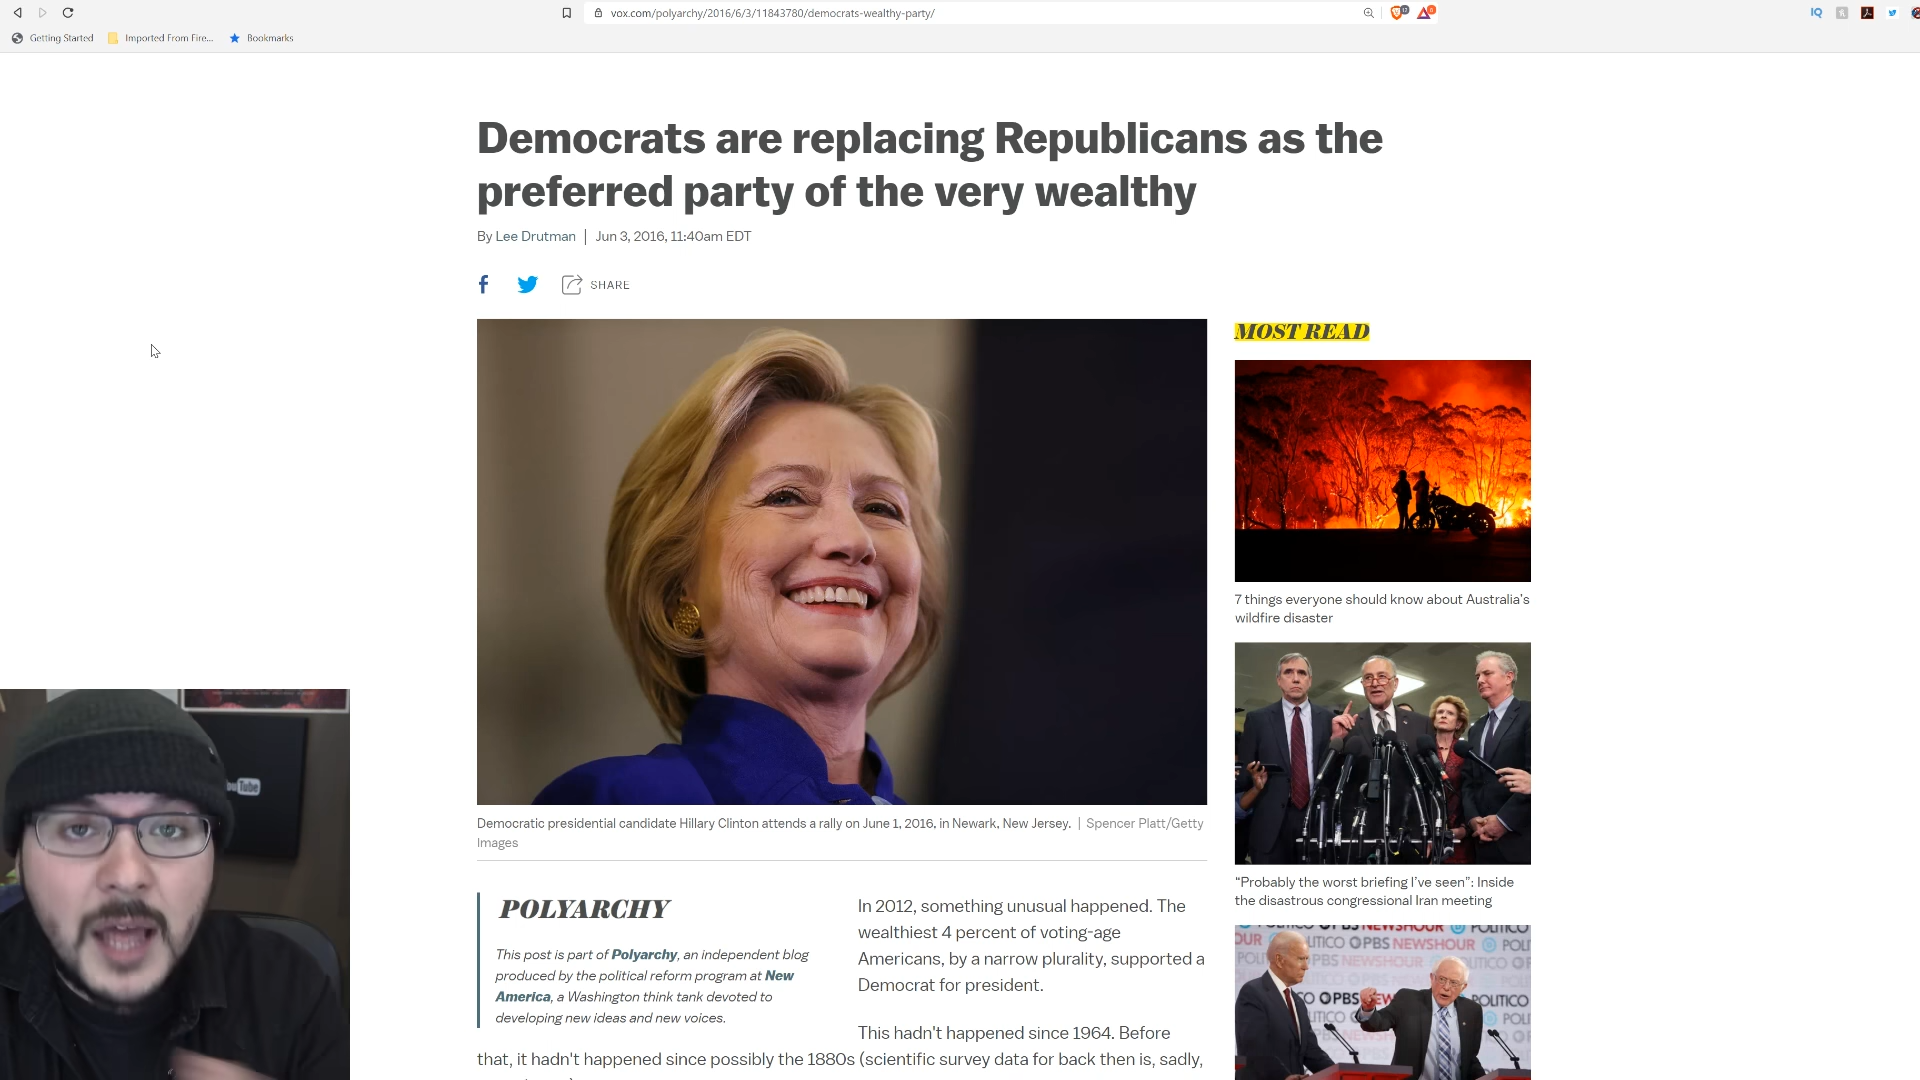 vox.com/polyarchy/2016/6/3/11843780/democrats-wealthy-party/
IQ
Getting Started Imported From Fire... Bookmarks
Democrats are replacing Republicans as the
preferred party of the very wealthy
By Lee Drutman | Jun 3, 2016, 11:40am EDT
SHARE
MOST READ
7 things everyone should know about Australia's
wildfire disaster
“Probably the worst briefing I’ve seen”: Inside
the disastrous congressional Iran meeting
POLITICO PBS NEWSHOUR
POLITICO
Democratic presidential candidate Hillary Clinton attends a rally on June 1, 2016, in Newark, New Jersey. | Spencer Platt/Getty
Images
POLYARCHY
This post is part of Polyarchy, an independent blog
produced by the political reform program at New
America, a Washington think tank devoted to
developing new ideas and new voices.
In 2012, something unusual happened. The
wealthiest 4 percent of voting-age
Americans, by a narrow plurality, supported a
Democrat for president.
This hadn't happened since 1964. Before
that, it hadn't happened since possibly the 1880s (scientific survey data for back then is, sadly,